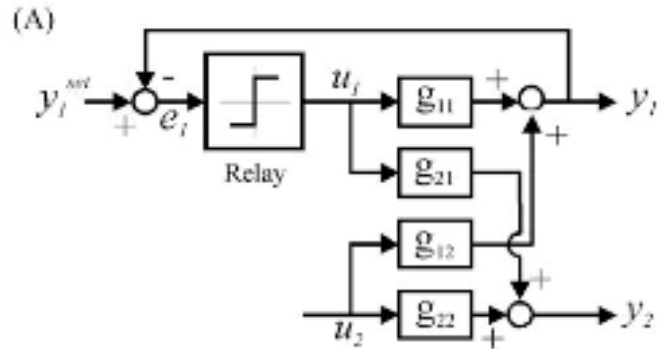 (A)
y₁ˢᵉᵗ
+
-
e₁
Relay
u₁
g₁₁
+
+
y₁
g₂₁
g₁₂
+
u₂
g₂₂
+
y₂